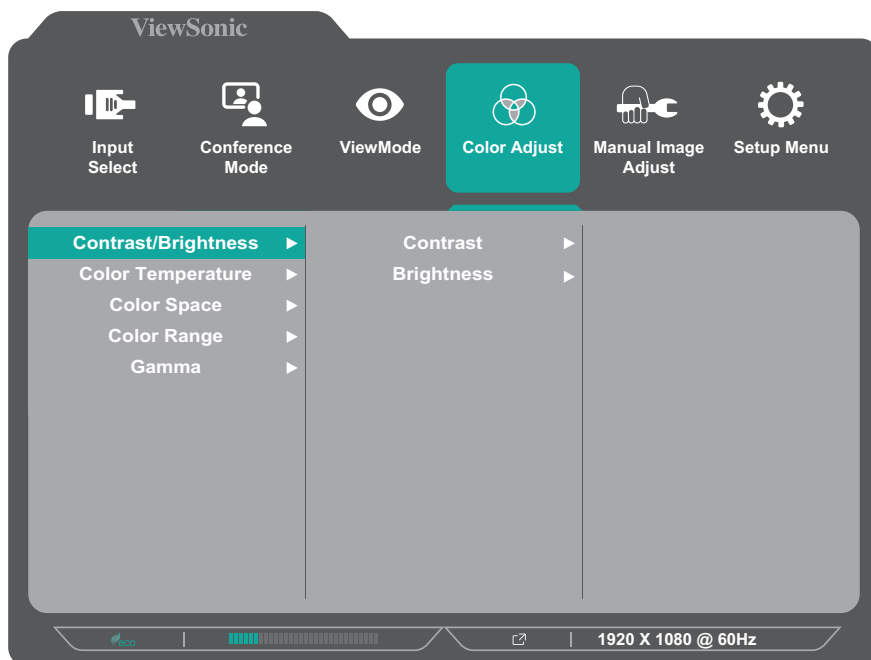 ViewSonic
Input
Select
Conference
Mode
ViewMode
Color Adjust
Manual Image
Adjust
Setup Menu
Contrast/Brightness
Color Temperature
Color Space
Color Range
Gamma
Contrast
Brightness
eco
1920 X 1080 @ 60Hz